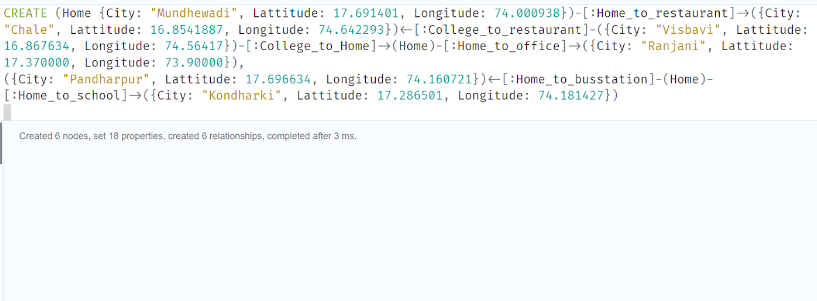 CREATE (Home {City: "Mundhewadi", Lattitude: 17.691401, Longitude: 74.000938})-[:Home_to_restaurant]→({City:
"Chale", Lattitude: 16.8541887, Longitude: 74.642293})←[:College_to_restaurant]-({City: "Visbavi", Lattitude:
16.867634, Longitude: 74.56417})-[:College_to_Home]→(Home)-[:Home_to_office]→({City: "Ranjani", Lattitude:
17.370000, Longitude: 73.90000}),
({City: "Pandharpur", Lattitude: 17.696634, Longitude: 74.160721})←[:Home_to_busstation]-(Home)-
[:Home_to_school]→({City: "Kondharki", Lattitude: 17.286501, Longitude: 74.181427})
Created 6 nodes, set 18 properties, created 6 relationships, completed after 3 ms.